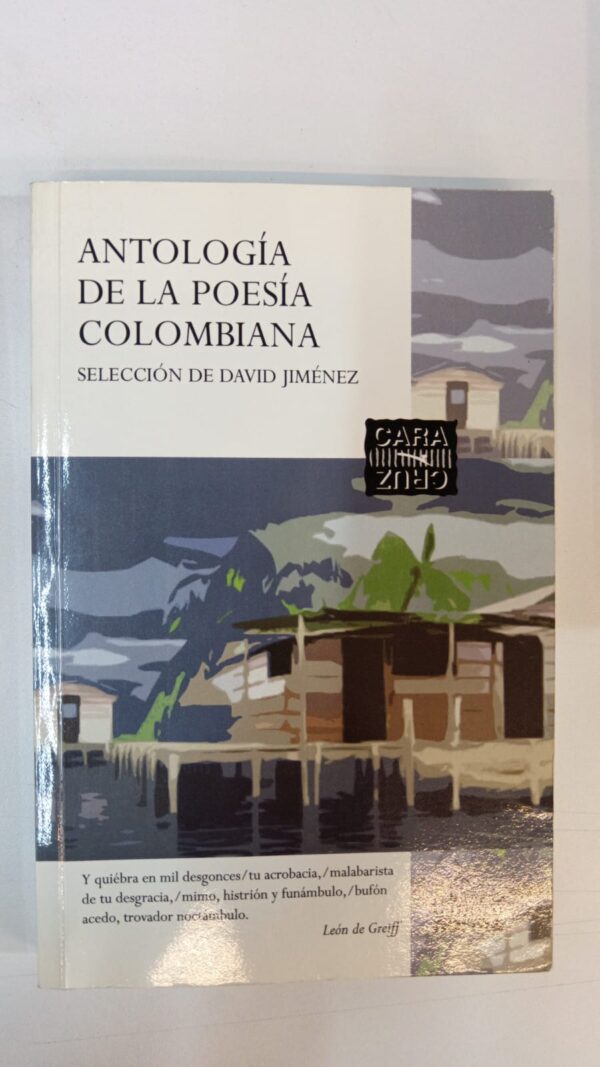 ANTOLOGÍA
DE LA POESÍA
COLOMBIANA
SELECCIÓN DE DAVID JIMÉNEZ
CARA
CRUZ
Y quiébra en mil desgonces/tu acrobacia,/malabarista
de tu desgracia,/mimo, histrión y funámbulo,/bufón
acedo, trovador noctámbulo.
León de Greiff